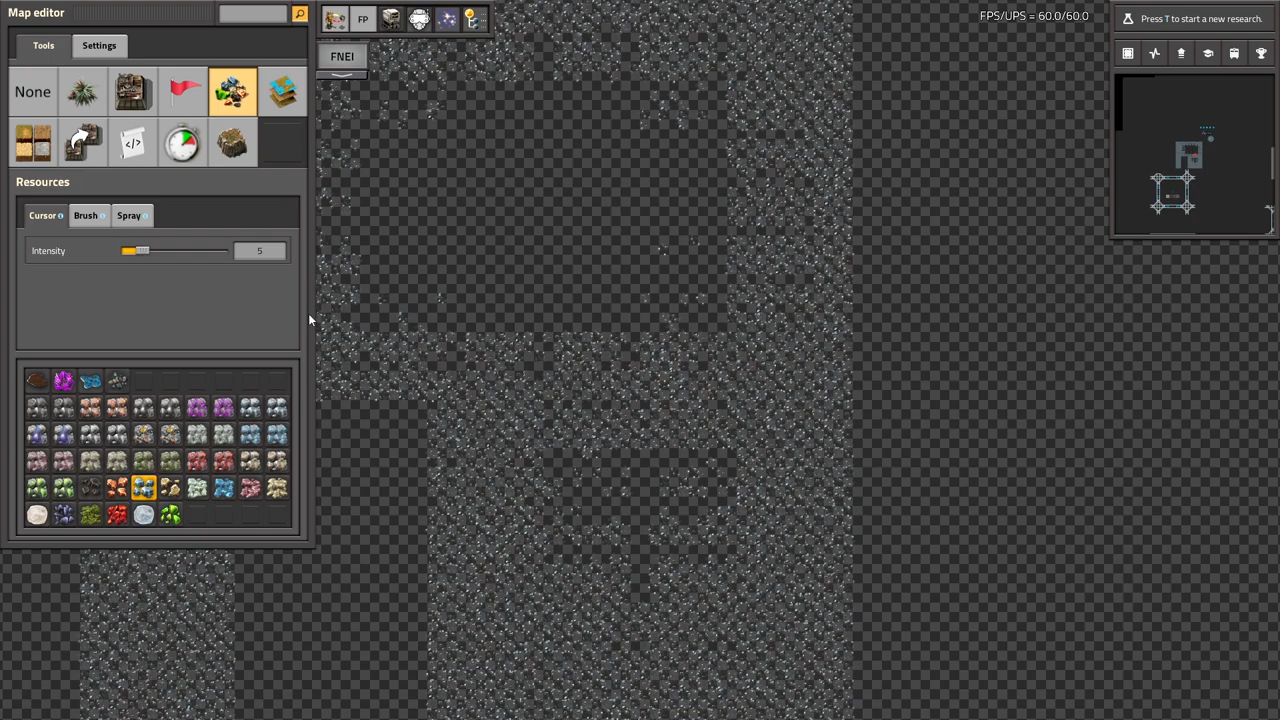 Map editor
FP
FPS/UPS = 60.0/60.0
Press T to start a new research.
Tools
Settings
FNEI
None
</>
Resources
Cursor
Brush
Spray
Intensity
5